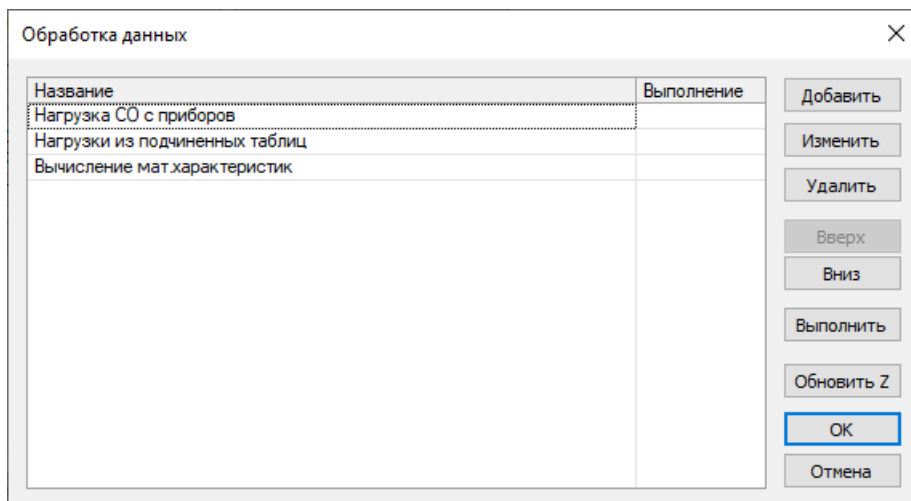 Обработка данных
Название Выполнение
Нагрузка СО с приборов
Нагрузки из подчиненных таблиц
Вычисление мат.характеристик
Добавить
Изменить
Удалить
Вверх
Вниз
Выполнить
Обновить Z
OK
Отмена